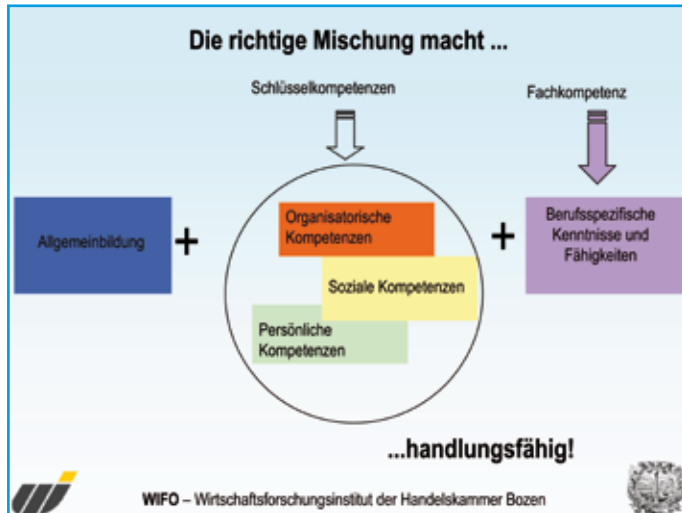 Die richtige Mischung macht ...
Schlüsselkompetenzen
Fachkompetenz
Allgemeinbildung
+
Organisatorische
Kompetenzen
Soziale Kompetenzen
Persönliche
Kompetenzen
+
Berufsspezifische
Kenntnisse und
Fähigkeiten
...handlungsfähig!
WIFO – Wirtschaftsforschungsinstitut der Handelskammer Bozen